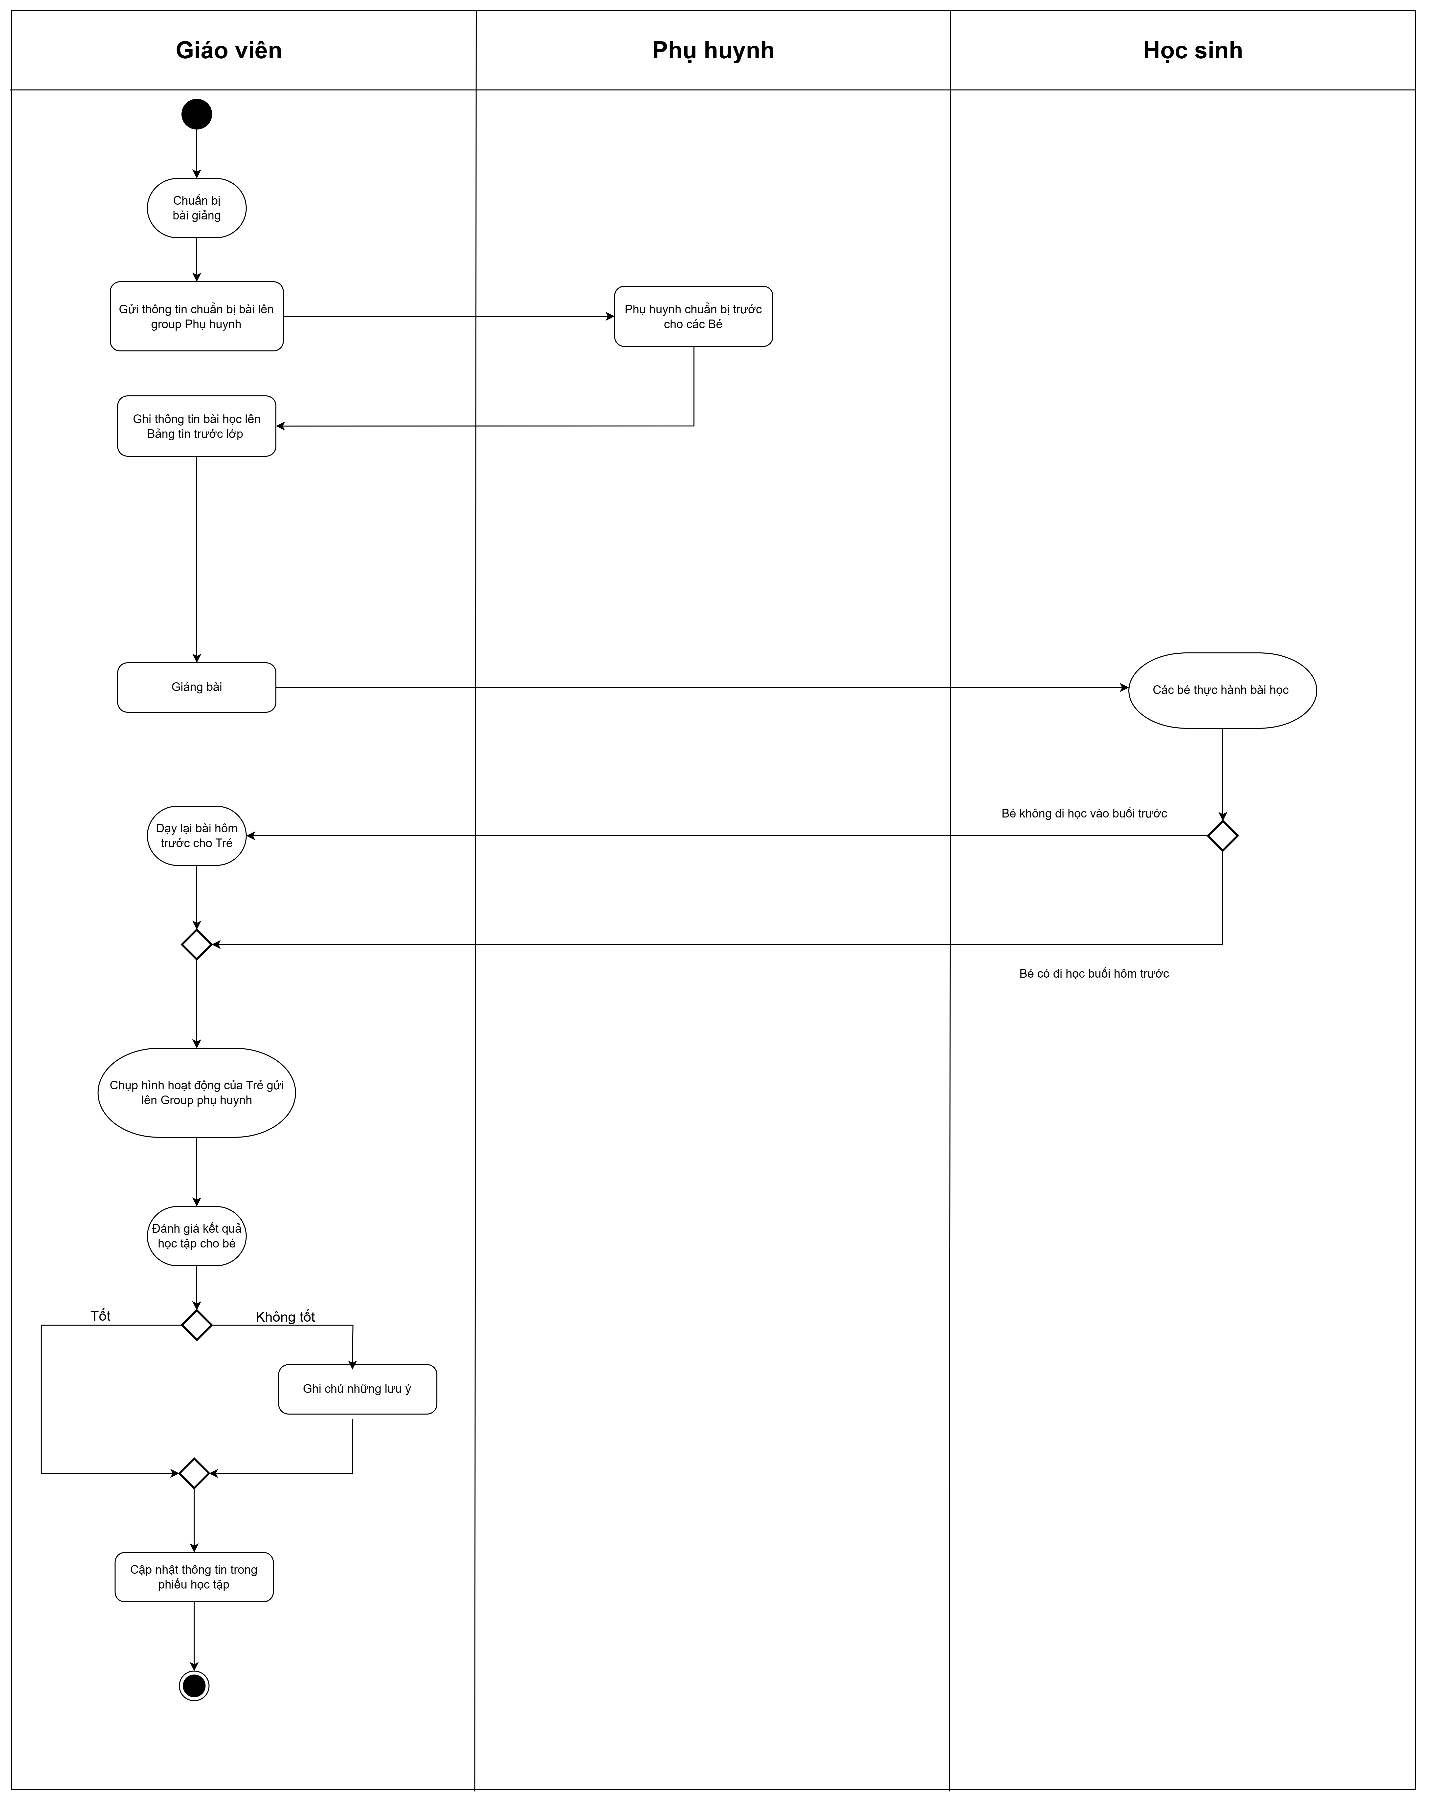 Giáo viên
Phụ huynh
Học sinh
Chuẩn bị
bài giảng
Gửi thông tin chuẩn bị bài lên
group Phụ huynh
Phụ huynh chuẩn bị trước
cho các Bé
Ghi thông tin bài học lên
Bảng tin trước lớp
Giảng bài
Các bé thực hành bài học
Bé không đi học vào buổi trước
Dạy lại bài hôm
trước cho Trẻ
Bé có đi học buổi hôm trước
Chụp hình hoạt động của Trẻ gửi
lên Group phụ huynh
Đánh giá kết quả
học tập cho bé
Tốt
Không tốt
Ghi chú những lưu ý
Cập nhật thông tin trong
phiếu học tập